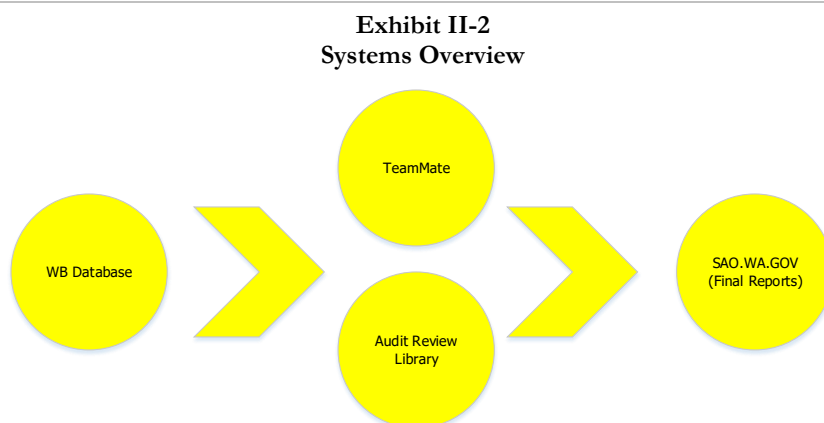 Exhibit II-2
Systems Overview
TeamMate
WB Database
SAO.WA.GOV
(Final Reports)
Audit Review
Library